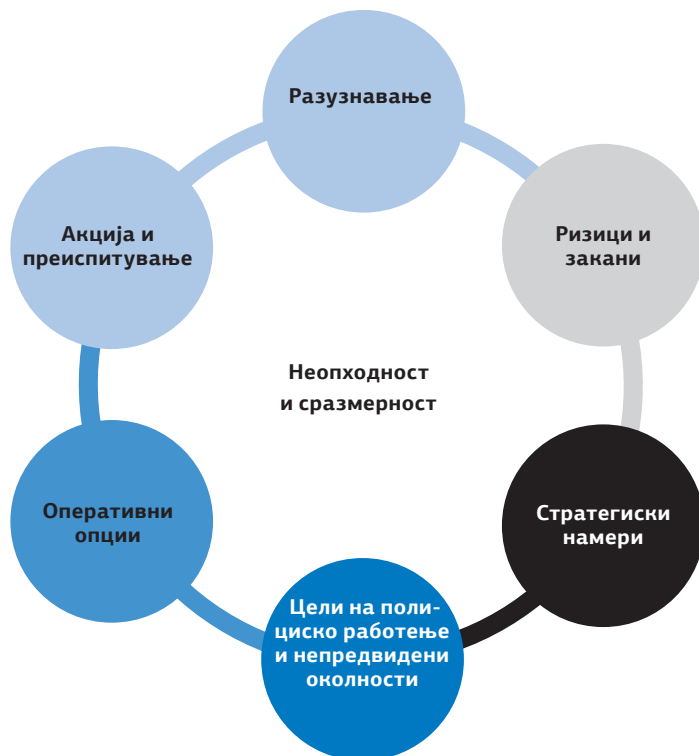 Разузнавање
Ризици и
закани
Стратегиски
намери
Цели на поли-
циско работење
и непредвидени
околности
Оперативни
опции
Акција и
преиспитување
Неопходност
и сразмерност